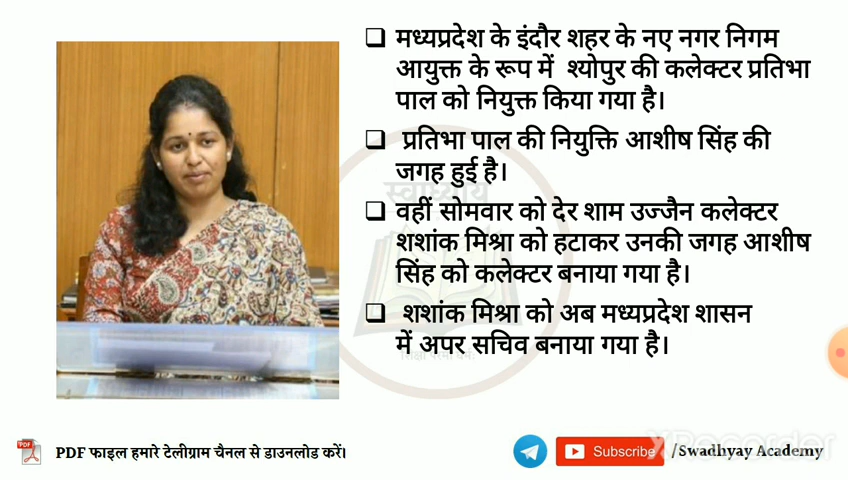 ❑ मध्यप्रदेश के इंदौर शहर के नए नगर निगम
आयुक्त के रूप में श्योपुर की कलेक्टर प्रतिभा
पाल को नियुक्त किया गया है।
❑ प्रतिभा पाल की नियुक्ति आशीष सिंह की
जगह हुई है।
❑ वहीं सोमवार को देर शाम उज्जैन कलेक्टर
शशांक मिश्रा को हटाकर उनकी जगह आशीष
सिंह को कलेक्टर बनाया गया है।
❑ शशांक मिश्रा को अब मध्यप्रदेश शासन
में अपर सचिव बनाया गया है।
स्वाध्याय
PDF
PDF फाइल हमारे टेलीग्राम चैनल से डाउनलोड करें।
Subscribe /Swadhyay Academy
XRecorder